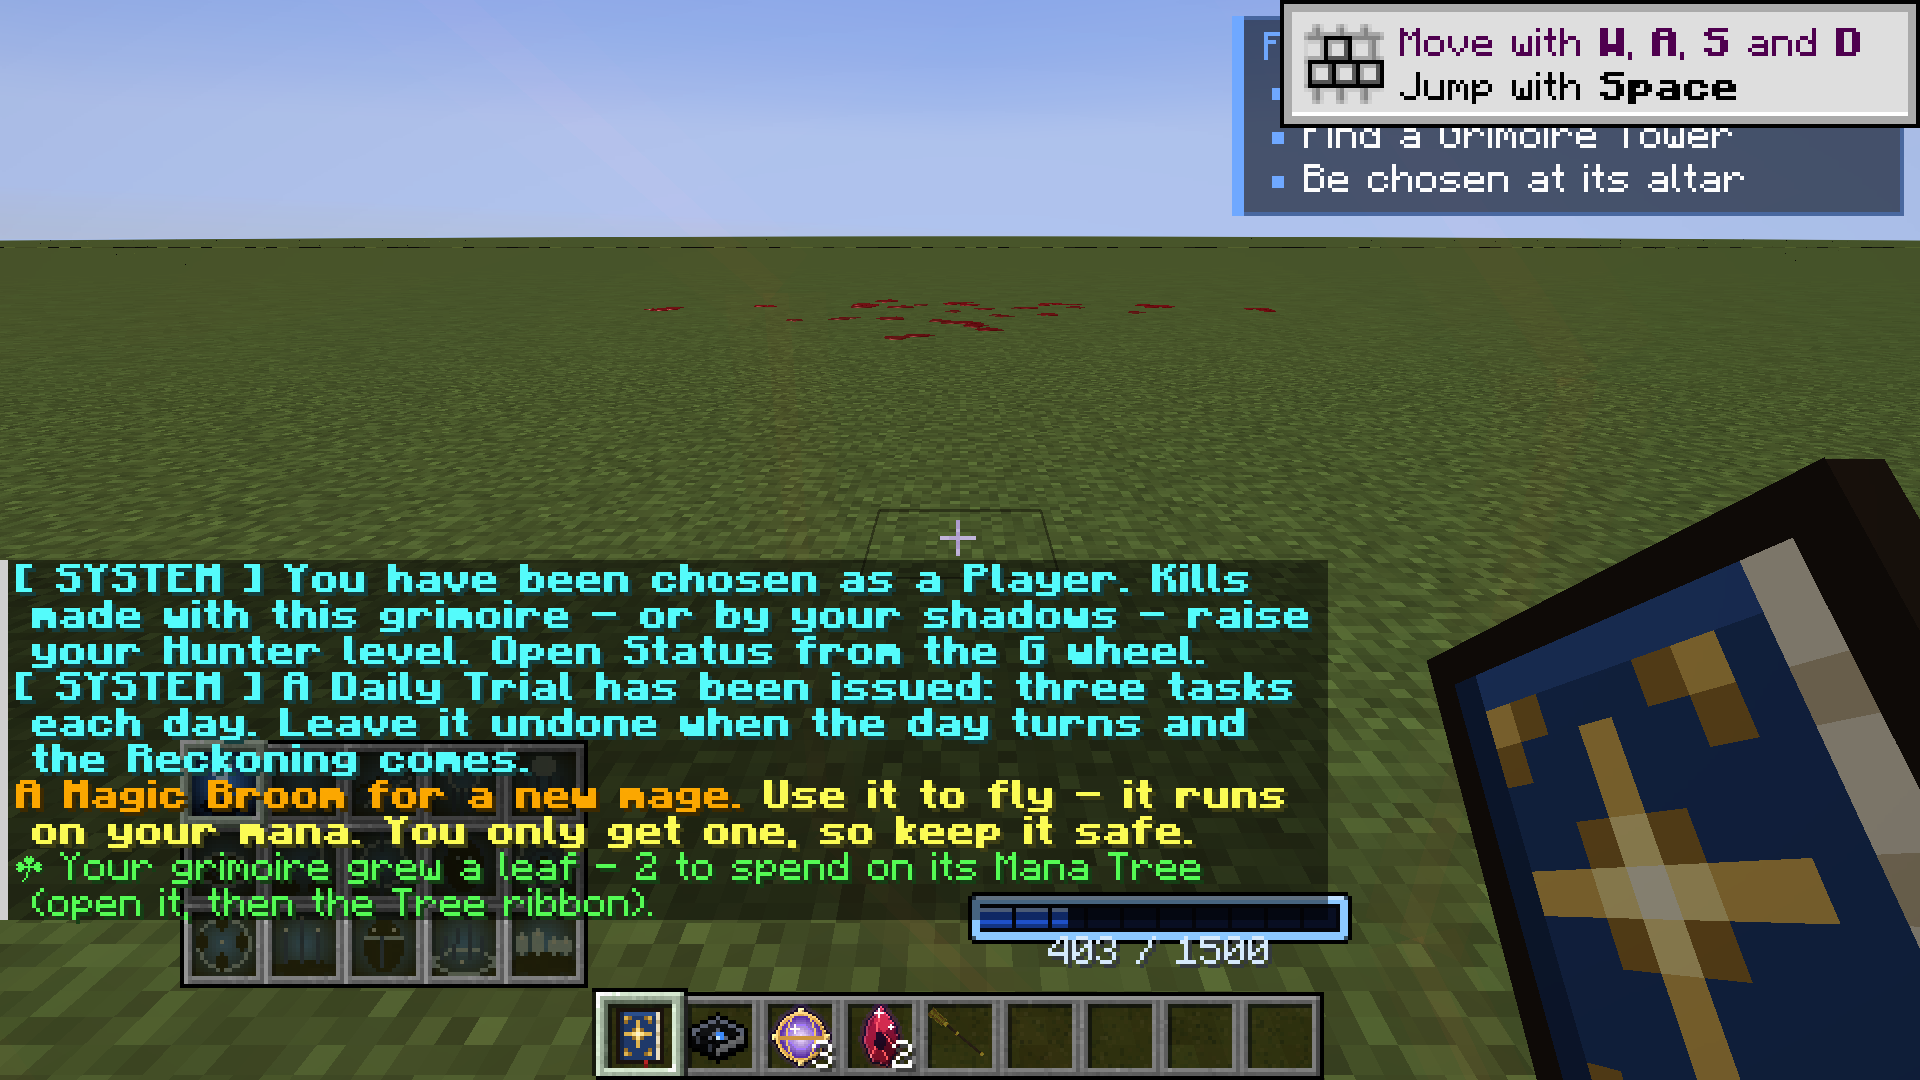 Move with W, A, S and D
Jump with Space
F
Find a Grimoire Tower
Be chosen at its altar
[ SYSTEM ] You have been chosen as a Player. Kills
made with this grimoire – or by your shadows – raise
your Hunter level. Open Status from the G wheel.
[ SYSTEM ] A Daily Trial has been issued: three tasks
each day. Leave it undone when the day turns and
the Reckoning comes.
A Magic Broom for a new mage. Use it to fly – it runs
on your mana. You only get one, so keep it safe.
☘ Your grimoire grew a leaf – 2 to spend on its Mana Tree
(open it, then the Tree ribbon).
403 / 1500
3
2